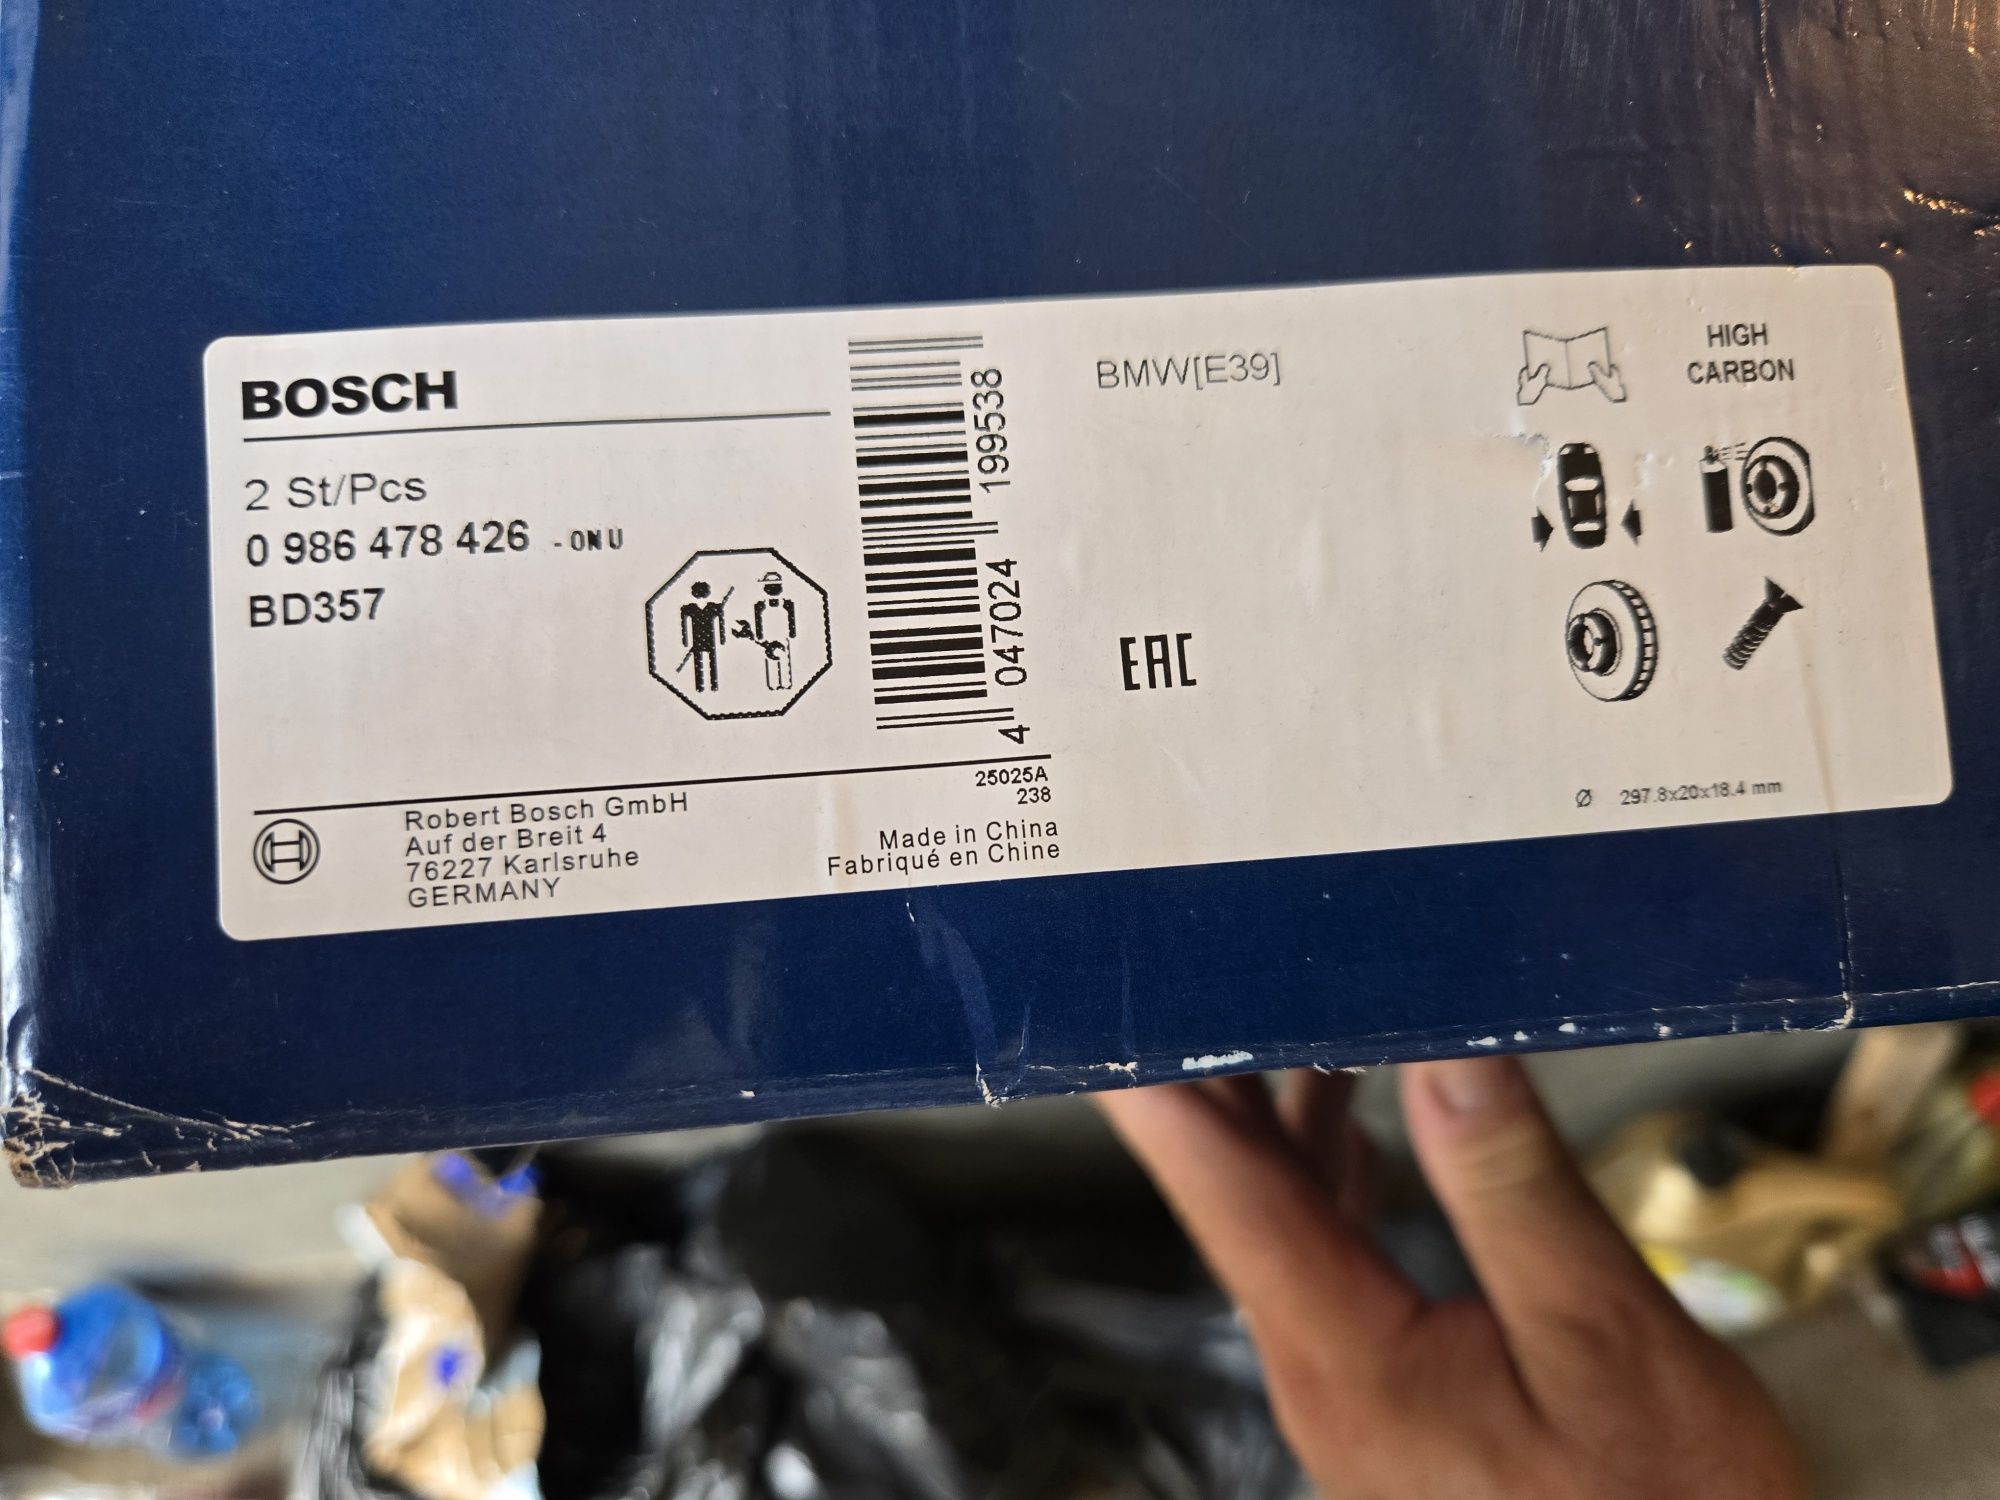 BOSCH
2 St/Pcs
0 986 478 426 - ONU
BD357
4 047024 199538
BMW[E39]
EAC
HIGH
CARBON
Ø 297.8x20x18.4 mm
25025A
238
Robert Bosch GmbH
Auf der Breit 4
76227 Karlsruhe
GERMANY
Made in China
Fabriqué en Chine